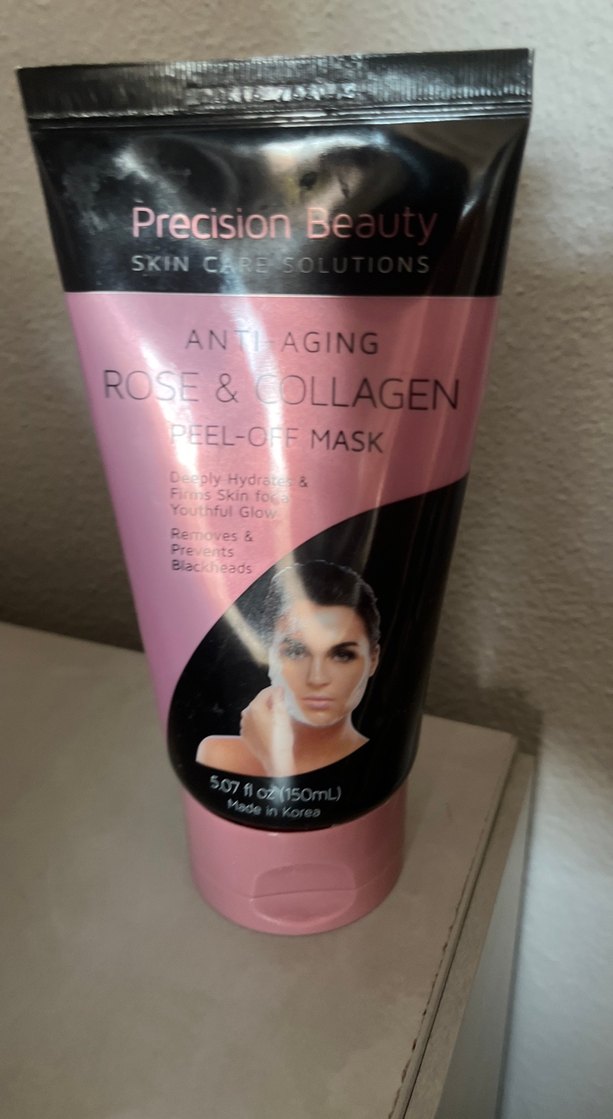 Precision Beauty
SKIN CARE SOLUTIONS
ANTI-AGING
ROSE & COLLAGEN
PEEL-OFF MASK
Deeply Hydrates &
Firms Skin for a
Youthful Glow
Removes &
Prevents
Blackheads
5.07 fl oz (150mL)
Made in Korea